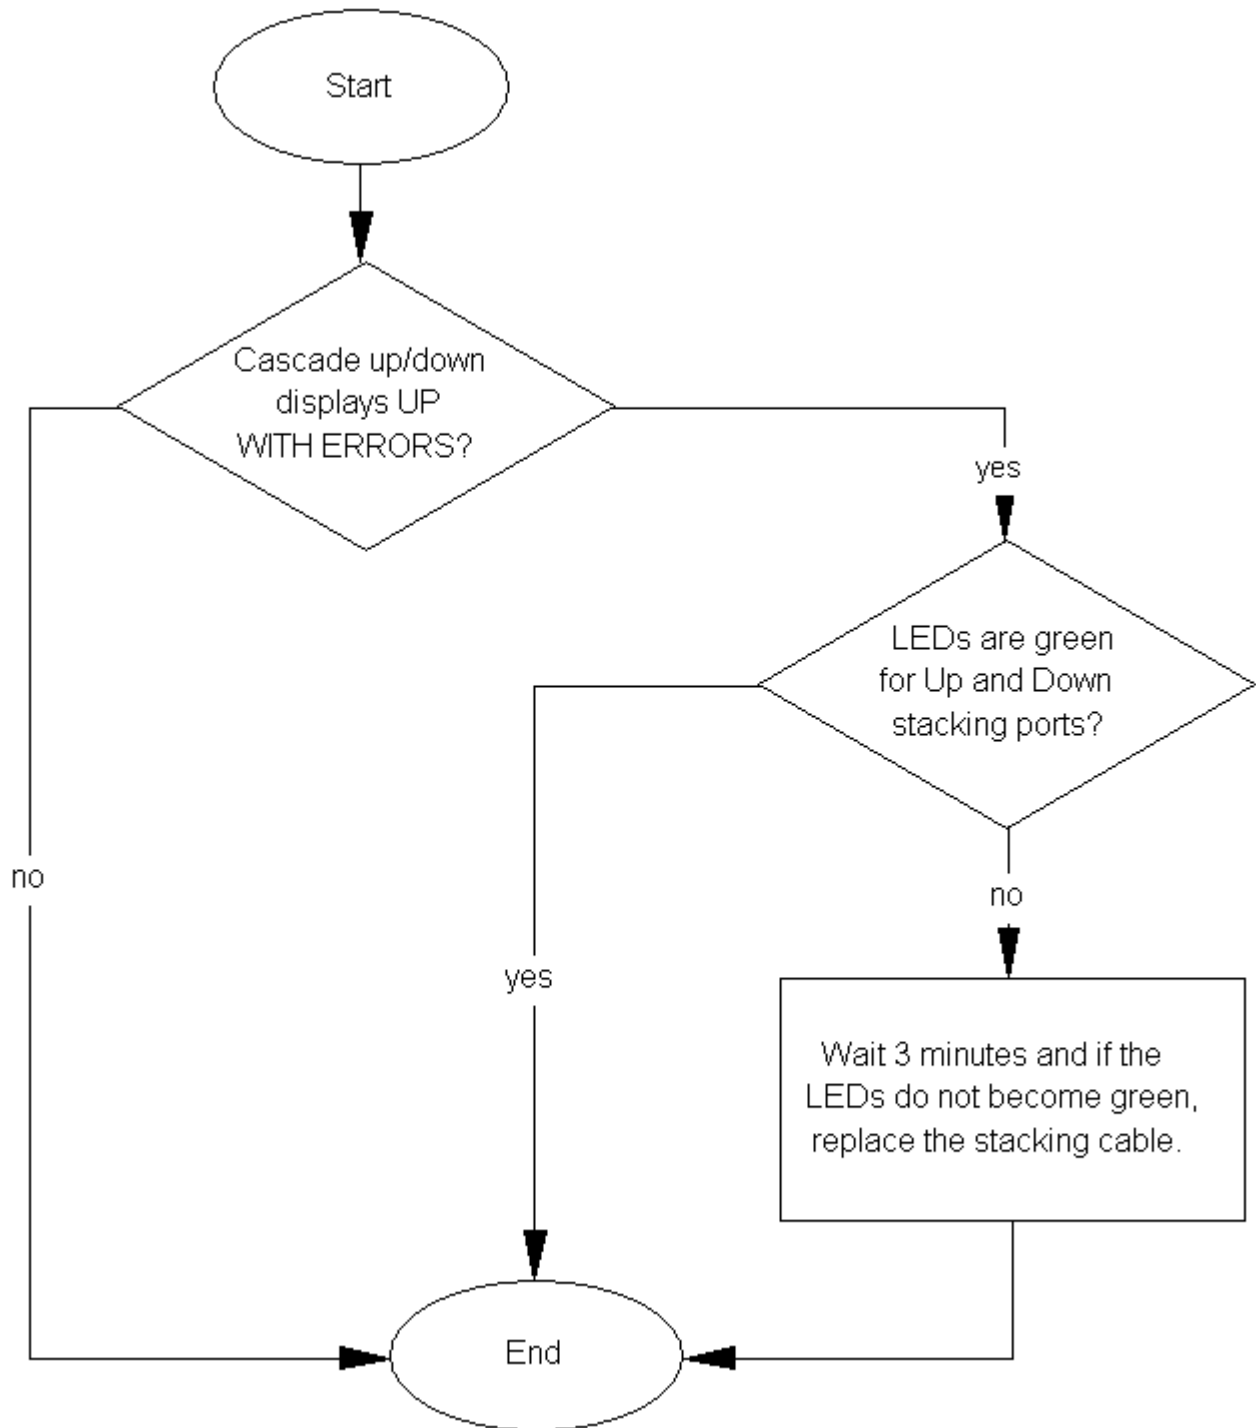 Start
Cascade up/down
displays UP
WITH ERRORS?
yes
LEDs are green
for Up and Down
stacking ports?
no
no
yes
Wait 3 minutes and if the
LEDs do not become green,
replace the stacking cable.
End